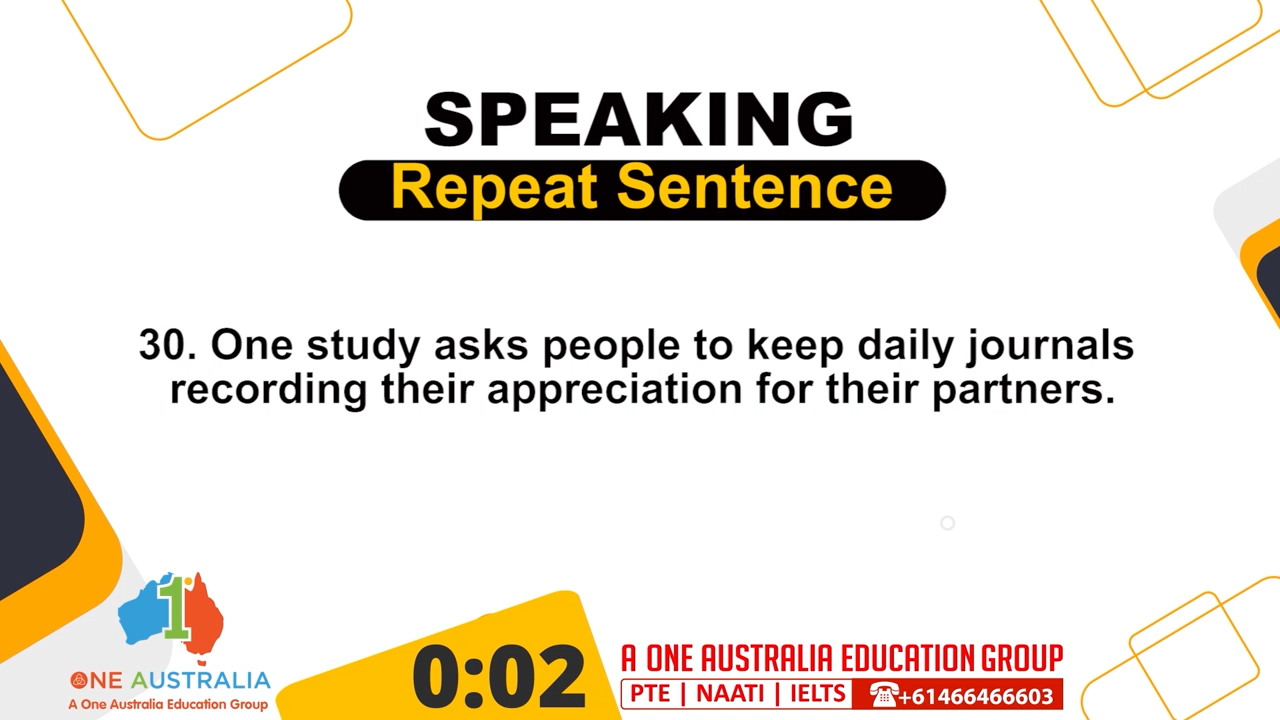 SPEAKING
Repeat Sentence
30. One study asks people to keep daily journals
recording their appreciation for their partners.
1
ONE AUSTRALIA
A One Australia Education Group
0:02
A ONE AUSTRALIA EDUCATION GROUP
PTE | NAATI | IELTS ☎+61466466603